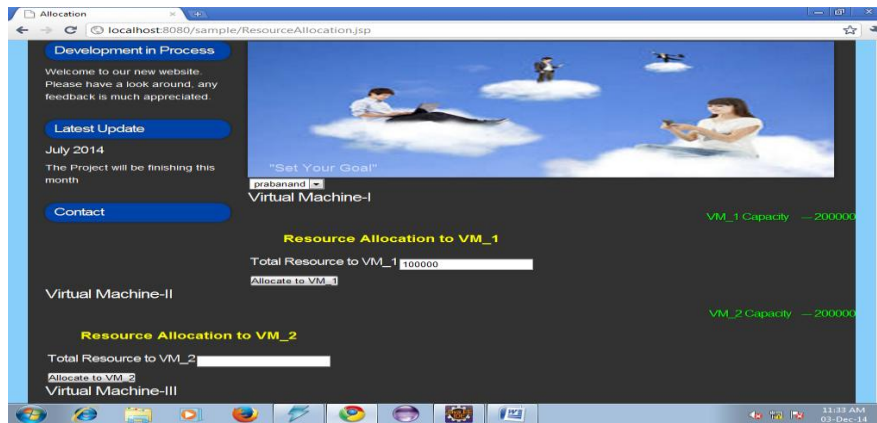 Allocation
localhost:8080/sample/ResourceAllocation.jsp
Development in Process
Welcome to our new website.
Please have a look around, any
feedback is much appreciated.
Latest Update
July 2014
The Project will be finishing this
month
Contact
"Set Your Goal"
prabanand
Virtual Machine-I
VM_1 Capacity ---200000
Resource Allocation to VM_1
Total Resource to VM_1 100000
Allocate to VM_1
Virtual Machine-II
VM_2 Capacity ---200000
Resource Allocation to VM_2
Total Resource to VM_2
Allocate to VM_2
Virtual Machine-III
11:33 AM
03-Dec-14